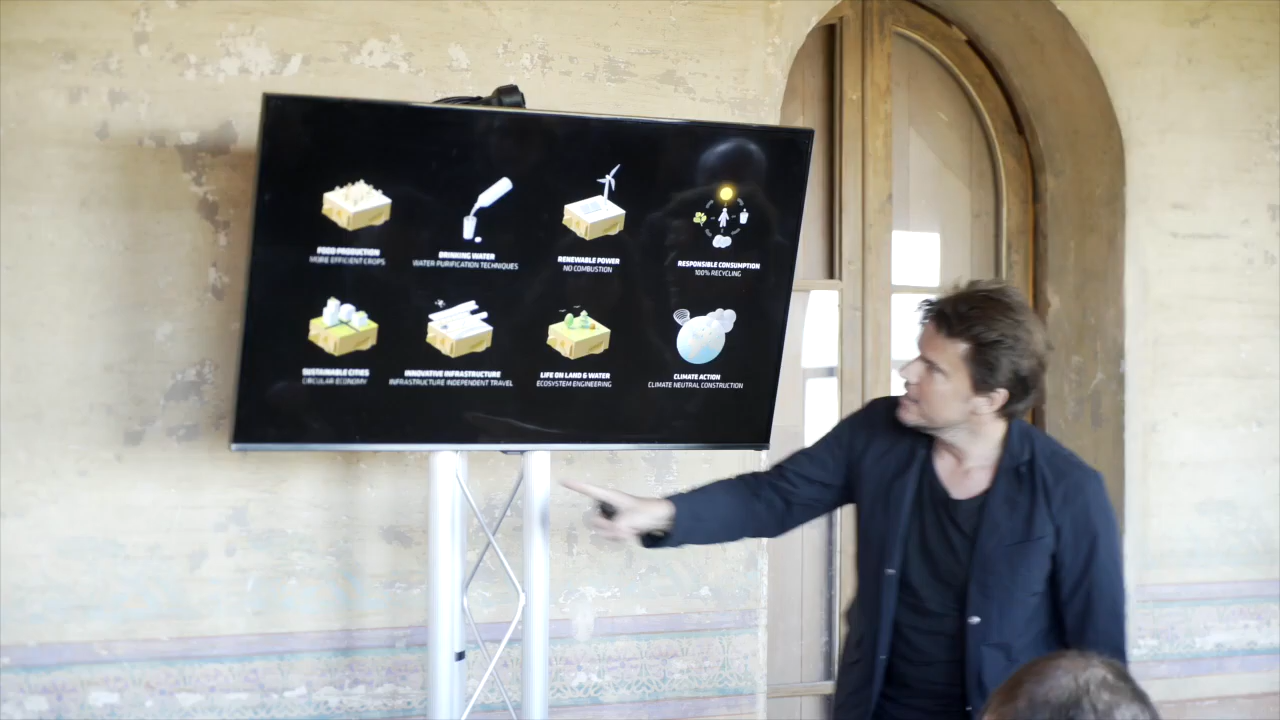 FOOD PRODUCTION
MORE EFFICIENT CROPS
DRINKING WATER
WATER PURIFICATION TECHNIQUES
RENEWABLE POWER
NO COMBUSTION
RESPONSIBLE CONSUMPTION
100% RECYCLING
SUSTAINABLE CITIES
CIRCULAR ECONOMY
INNOVATIVE INFRASTRUCTURE
INFRASTRUCTURE INDEPENDENT TRAVEL
LIFE ON LAND & WATER
ECOSYSTEM ENGINEERING
CLIMATE ACTION
CLIMATE NEUTRAL CONSTRUCTION